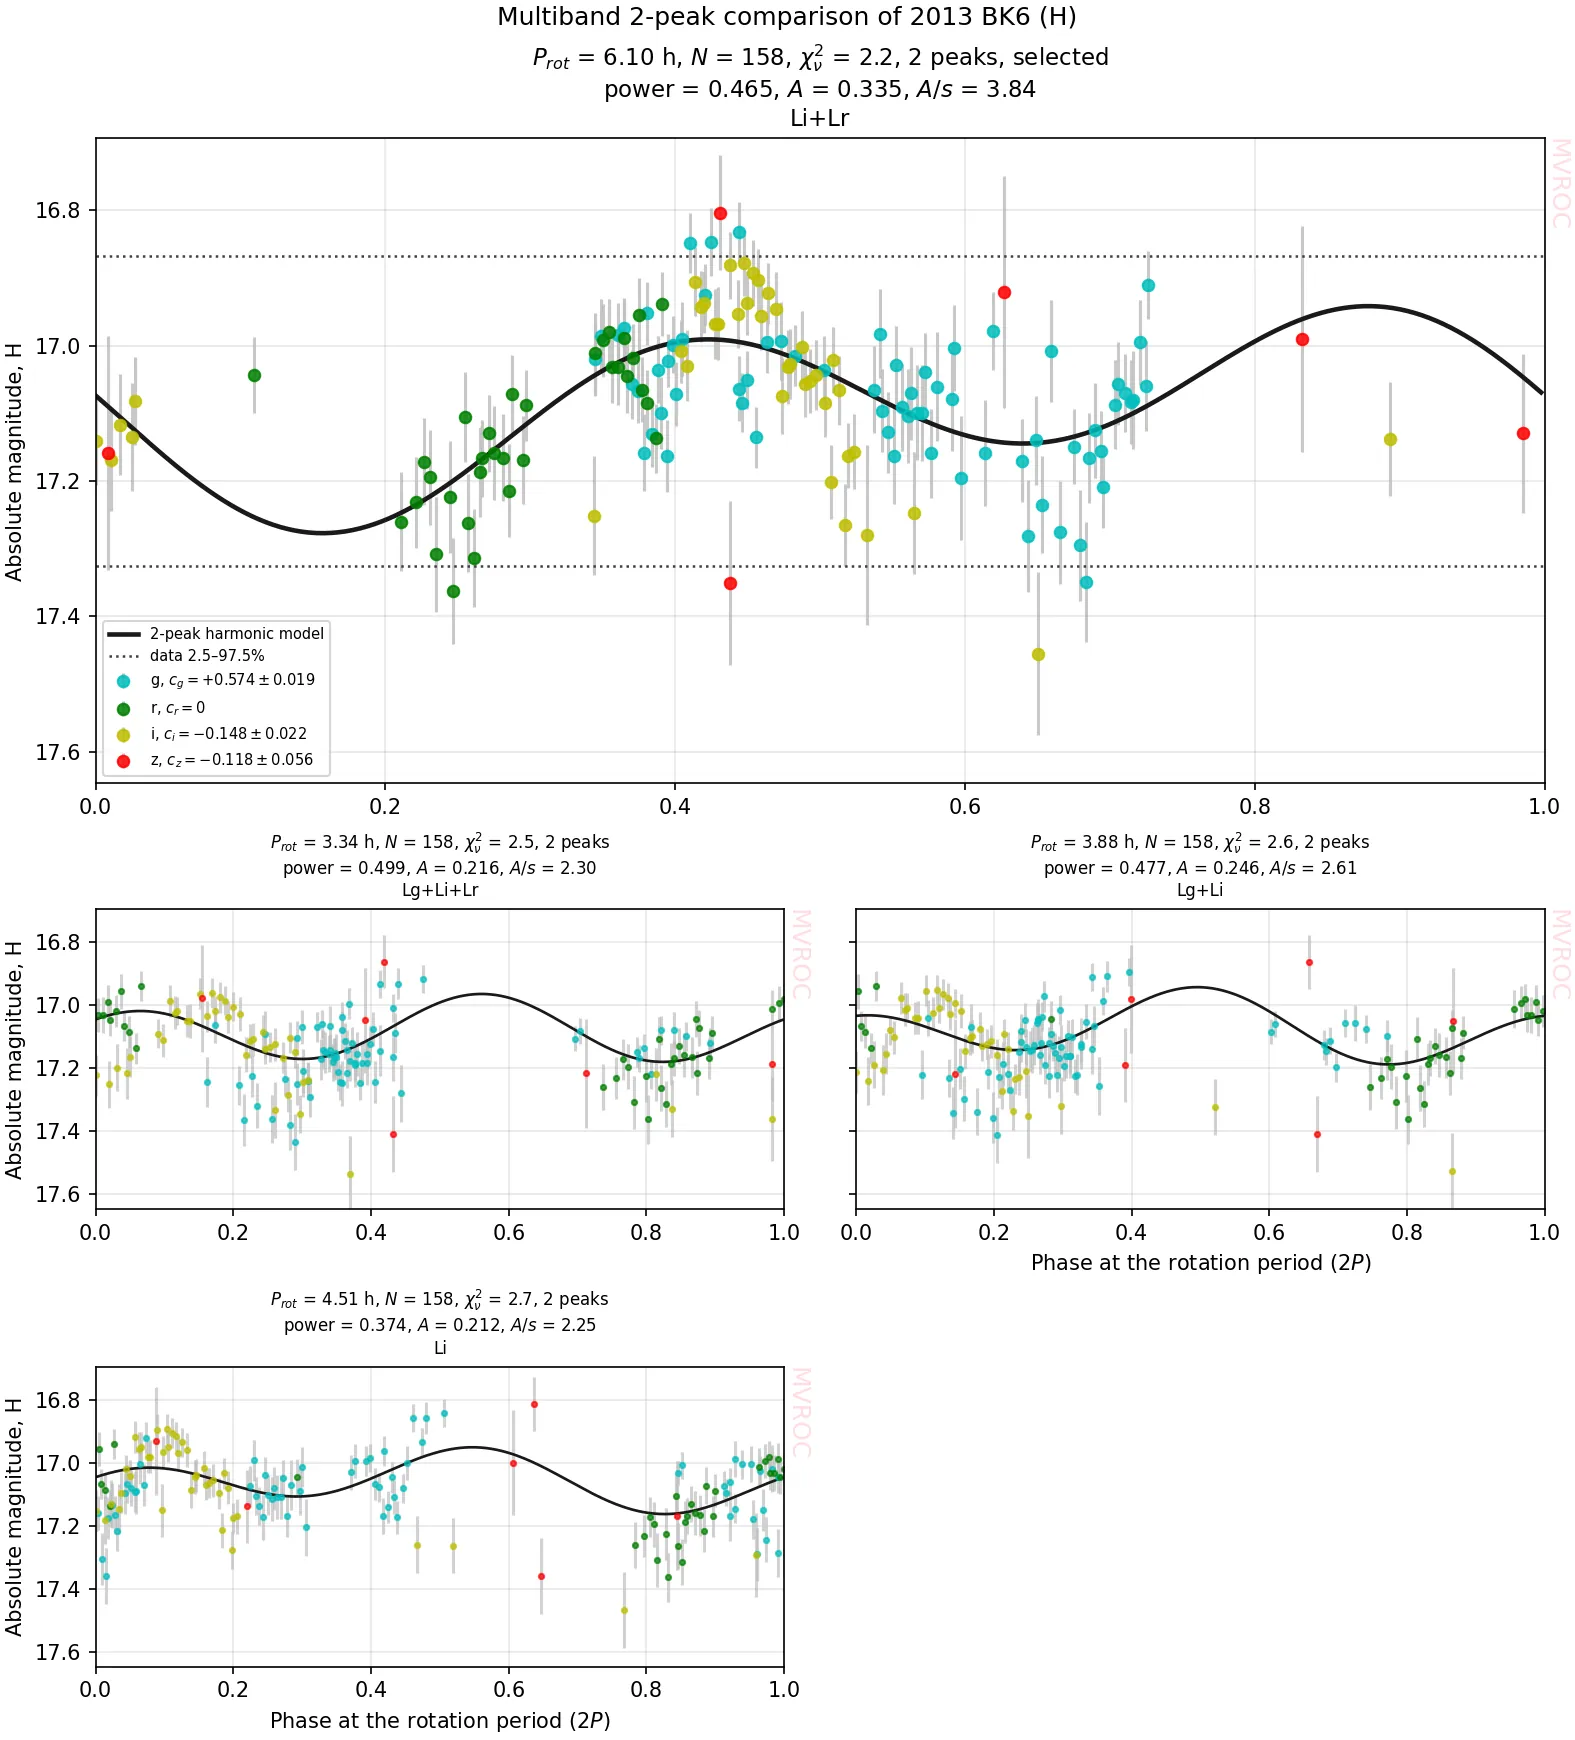 Multiband 2-peak comparison of 2013 BK6 (H)
P_rot = 6.10 h, N = 158, χ²_ν = 2.2, 2 peaks, selected
power = 0.465, A = 0.335, A/s = 3.84
Li+Lr
MVROC
Absolute magnitude, H
16.8
17.0
17.2
17.4
17.6
2-peak harmonic model
data 2.5–97.5%
g, c_g = +0.574 ± 0.019
r, c_r = 0
i, c_i = −0.148 ± 0.022
z, c_z = −0.118 ± 0.056
0.0 0.2 0.4 0.6 0.8 1.0
P_rot = 3.34 h, N = 158, χ²_ν = 2.5, 2 peaks
power = 0.499, A = 0.216, A/s = 2.30
Lg+Li+Lr
MVROC
Absolute magnitude, H
16.8
17.0
17.2
17.4
17.6
0.0 0.2 0.4 0.6 0.8 1.0
P_rot = 3.88 h, N = 158, χ²_ν = 2.6, 2 peaks
power = 0.477, A = 0.246, A/s = 2.61
Lg+Li
MVROC
0.0 0.2 0.4 0.6 0.8 1.0
Phase at the rotation period (2P)
P_rot = 4.51 h, N = 158, χ²_ν = 2.7, 2 peaks
power = 0.374, A = 0.212, A/s = 2.25
Li
MVROC
Absolute magnitude, H
16.8
17.0
17.2
17.4
17.6
0.0 0.2 0.4 0.6 0.8 1.0
Phase at the rotation period (2P)